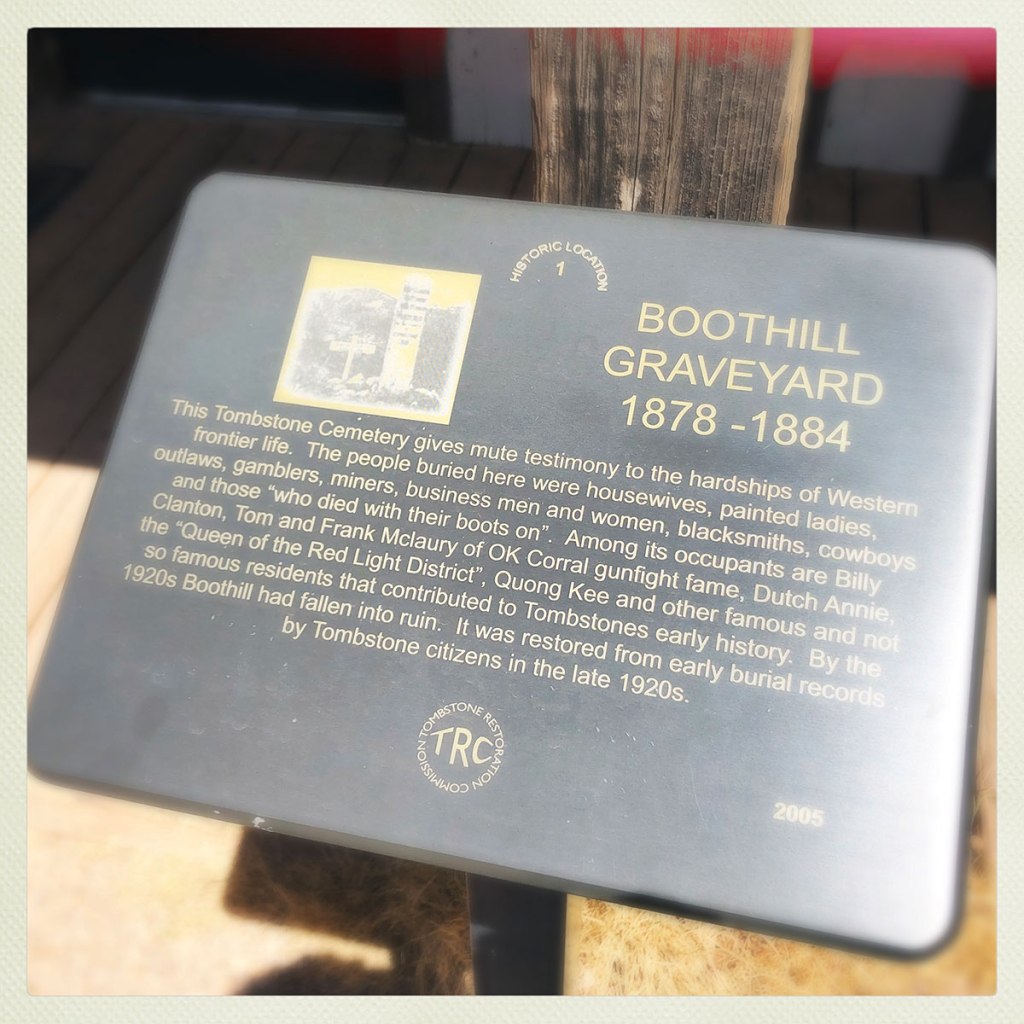 HISTORIC LOCATION
1
BOOTHILL
GRAVEYARD
1878 -1884
This Tombstone Cemetery gives mute testimony to the hardships of Western
frontier life. The people buried here were housewives, painted ladies,
outlaws, gamblers, miners, business men and women, blacksmiths, cowboys
and those “who died with their boots on”. Among its occupants are Billy
Clanton, Tom and Frank Mclaury of OK Corral gunfight fame, Dutch Annie,
the “Queen of the Red Light District”, Quong Kee and other famous and not
so famous residents that contributed to Tombstones early history. By the
1920s Boothill had fallen into ruin. It was restored from early burial records
by Tombstone citizens in the late 1920s.
TOMBSTONE RESTORATION COMMISSION
TRC
2005